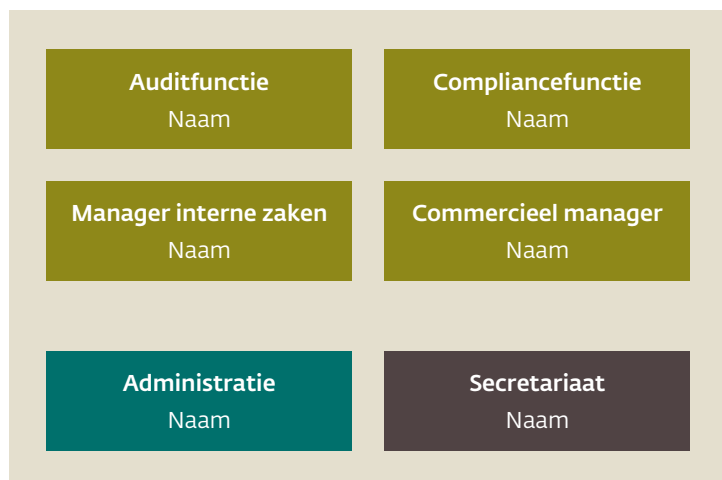 Auditfunctie
Naam
Compliancefunctie
Naam
Manager interne zaken
Naam
Commercieel manager
Naam
Administratie
Naam
Secretariaat
Naam